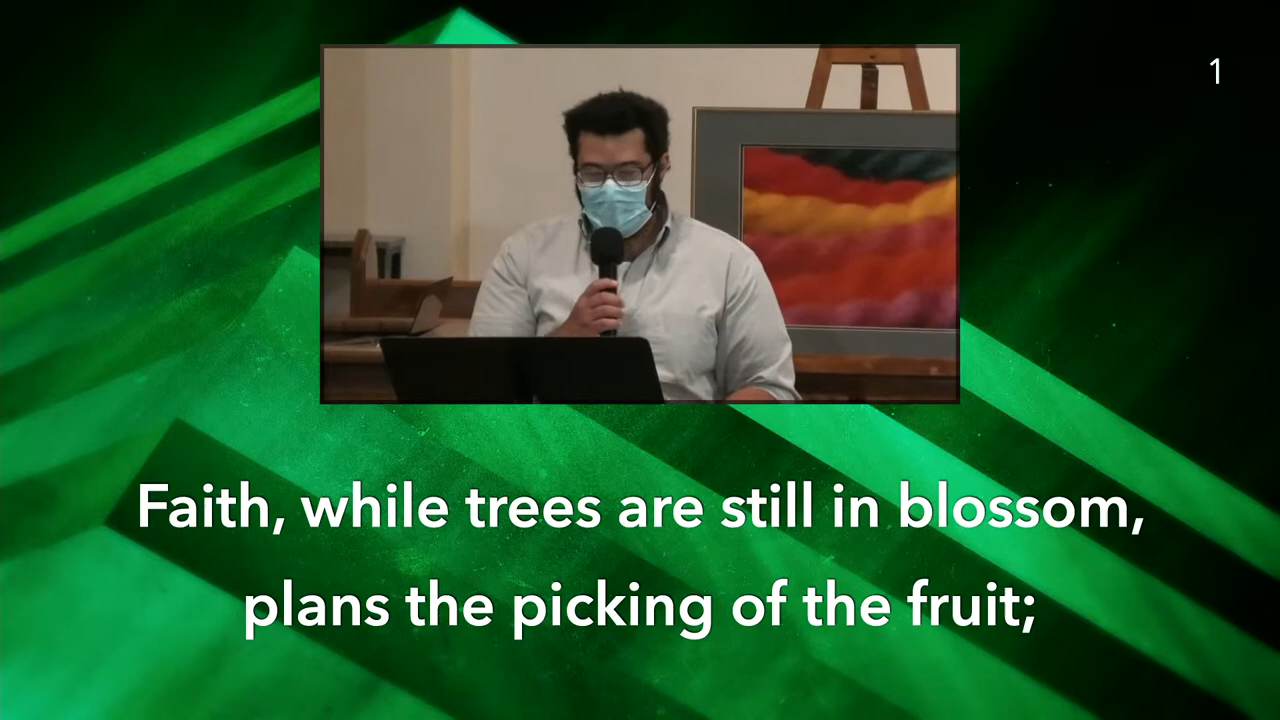 1
Faith, while trees are still in blossom,
plans the picking of the fruit;